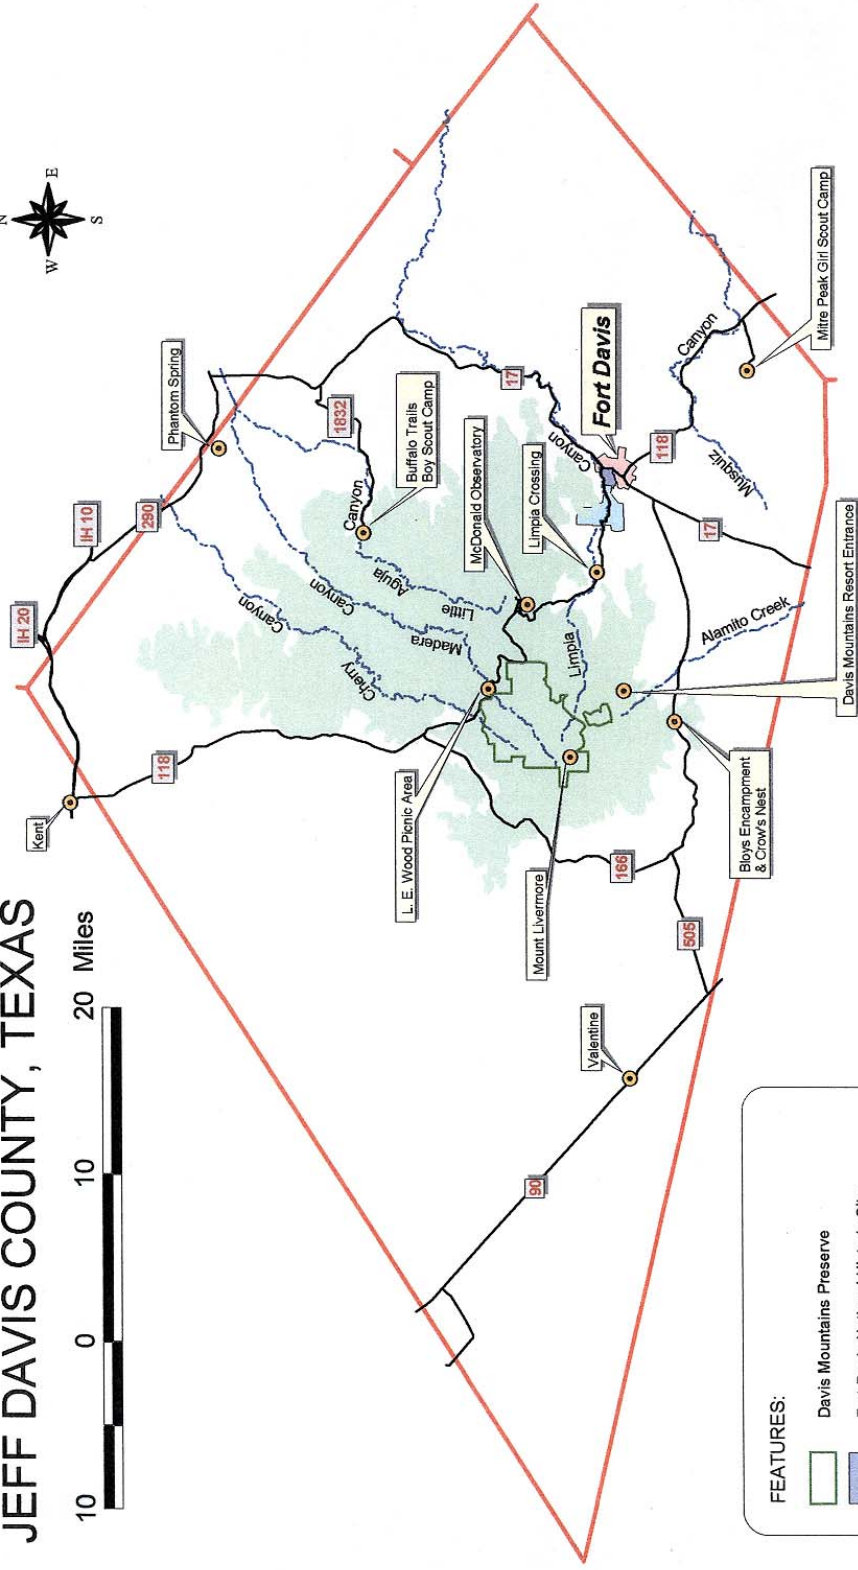 JEFF DAVIS COUNTY, TEXAS
10 0 10 20 Miles
N
W E
S
Kent
IH 20
IH 10
290
118
Phantom Spring
1832
Buffalo Trails
Boy Scout Camp
Canyon
Cherry
Canyon
Madera
Canyon
Little
Aguja
Canyon
L. E. Wood Picnic Area
McDonald Observatory
Limpia Crossing
17
Canyon
Limpia
Fort Davis
Mount Livermore
166
118
Canyon
Musquiz
17
Valentine
90
505
Bloys Encampment
& Crow's Nest
Alamito Creek
Davis Mountains Resort Entrance
Mitre Peak Girl Scout Camp
FEATURES:
Davis Mountains Preserve